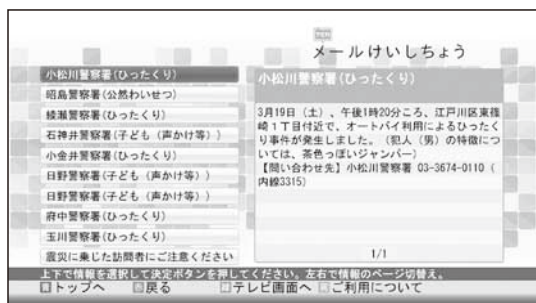 メールけいしちょう
小松川警察署(ひったくり)
昭島警察署(公然わいせつ)
綾瀬警察署(ひったくり)
石神井警察署(子ども(声かけ等))
小金井警察署(ひったくり)
日野警察署(子ども(声かけ等))
日野警察署(子ども(声かけ等))
府中警察署(ひったくり)
玉川警察署(ひったくり)
震災に乗じた訪問者にご注意ください
小松川警察署(ひったくり)
3月19日(土)、午後1時20分ころ、江戸川区東篠
崎1丁目付近で、オートバイ利用によるひったく
り事件が発生しました。(犯人(男)の特徴につ
いては、茶色っぽいジャンパー)
【問い合わせ先】小松川警察署 03-3674-0110(
内線3315)
1/1
上下で情報を選択して決定ボタンを押してください。左右で情報のページ切替え。
トップへ 戻る テレビ画面へ ご利用について